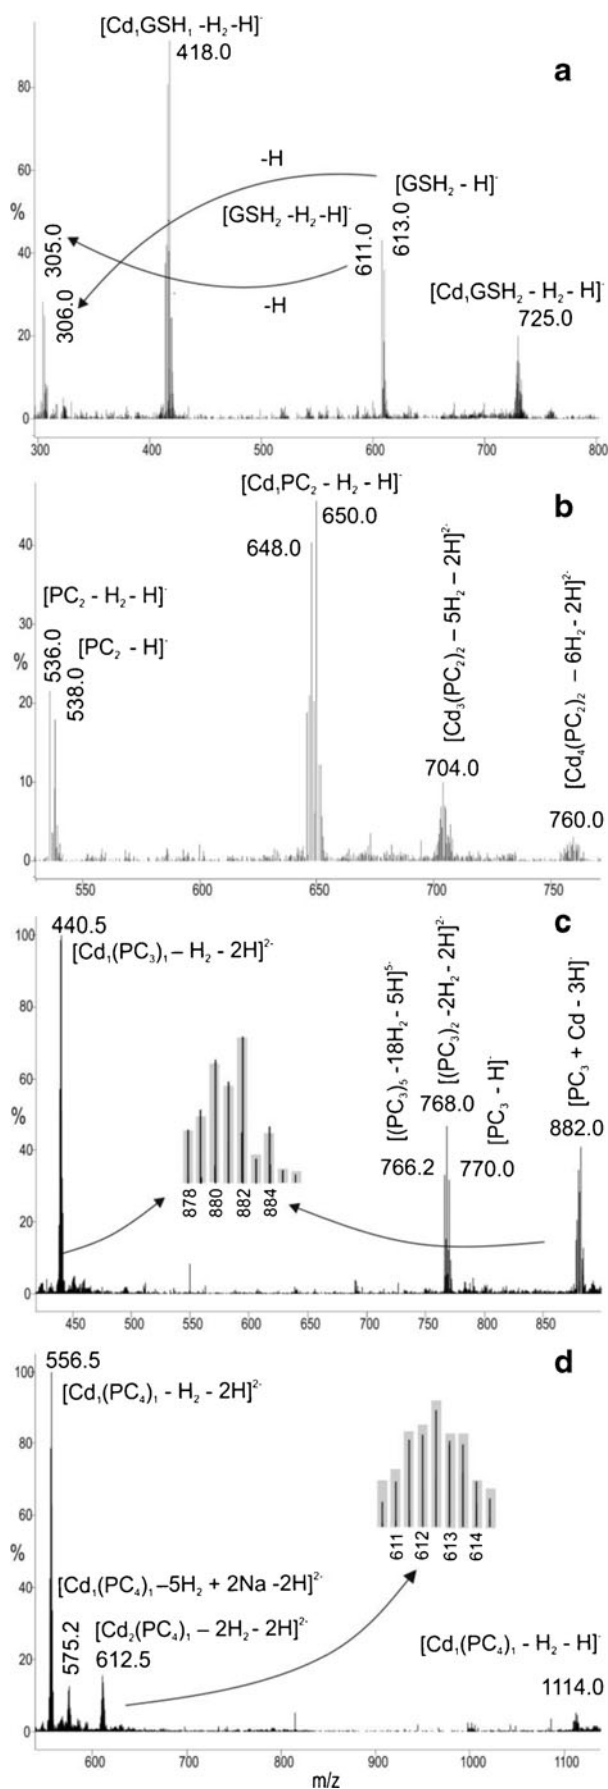 [Cd₁GSH₁ -H₂-H]⁻
418.0
a
80
60
-H
[GSH₂ - H]⁻
%
[GSH₂ -H₂-H]⁻
613.0
611.0
40
305.0
306.0
-H
[Cd₁GSH₂ - H₂ - H]⁻
725.0
20
0
300 400 500 600 700 800
[Cd₁PC₂ - H₂ - H]⁻
b
650.0
648.0
40
[PC₂ - H₂ - H]⁻
[PC₂ - H]⁻
536.0
538.0
30
%
[Cd₃(PC₂)₂ – 5H₂ – 2H]²⁻
704.0
[Cd₄(PC₂)₂ – 6H₂ - 2H]²⁻
760.0
20
10
0
550 600 650 700 750
440.5
c
100
[Cd₁(PC₃)₁ – H₂ - 2H]²⁻
80
60
%
40
20
0
878 880 882 884
[(PC₃)₅ -18H₂ - 5H]⁵⁻
766.2
[(PC₃)₂ -2H₂ - 2H]²⁻
768.0
[PC₃ - H]⁻
770.0
[PC₃ + Cd - 3H]⁻
882.0
450 500 550 600 650 700 750 800 850
556.5
d
100
[Cd₁(PC₄)₁ - H₂ - 2H]²⁻
80
60
%
40
20
0
611 612 613 614
[Cd₁(PC₄)₁ –5H₂ + 2Na -2H]²⁻
575.2
[Cd₂(PC₄)₁ – 2H₂ - 2H]²⁻
612.5
[Cd₁(PC₄)₁ - H₂ - H]⁻
1114.0
600 700 800 900 1000 1100
m/z